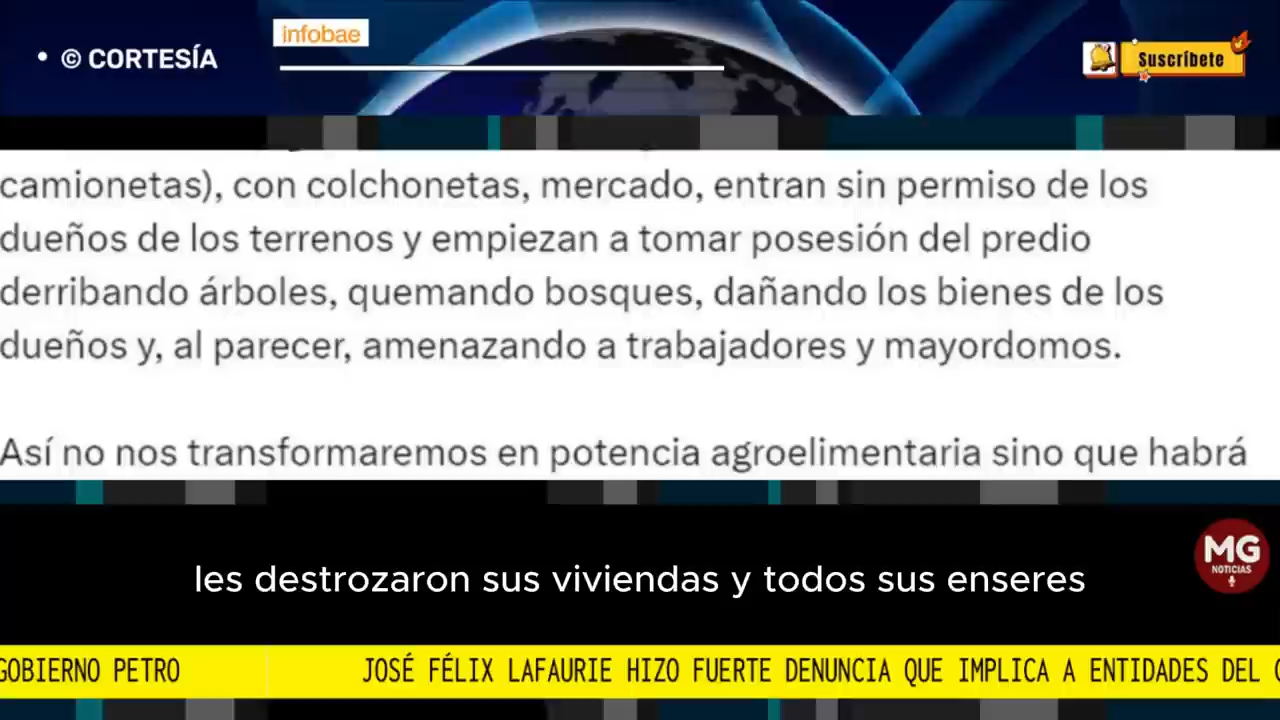 • © CORTESÍA
infobae
Suscríbete
camionetas), con colchonetas, mercado, entran sin permiso de los
dueños de los terrenos y empiezan a tomar posesión del predio
derribando árboles, quemando bosques, dañando los bienes de los
dueños y, al parecer, amenazando a trabajadores y mayordomos.
Así no nos transformaremos en potencia agroelimentaria sino que habrá
les destrozaron sus viviendas y todos sus enseres
MG
NOTICIAS
GOBIERNO PETRO JOSÉ FÉLIX LAFAURIE HIZO FUERTE DENUNCIA QUE IMPLICA A ENTIDADES DEL